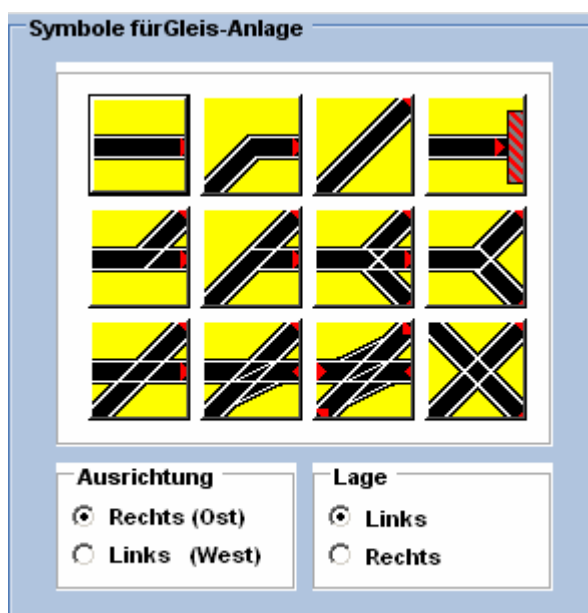 Symbole fürGleis-Anlage
Ausrichtung
Rechts (Ost)
Links (West)
Lage
Links
Rechts